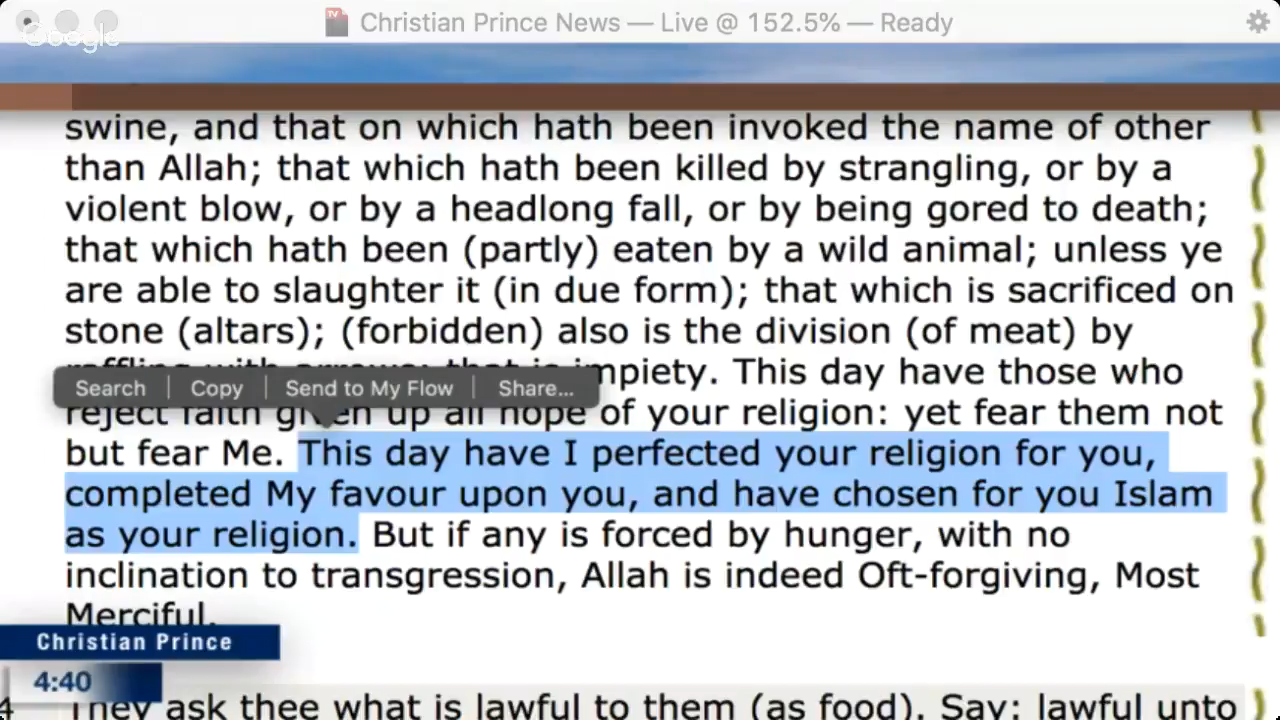 Google
TV
Christian Prince News — Live @ 152.5% — Ready
swine, and that on which hath been invoked the name of other
than Allah; that which hath been killed by strangling, or by a
violent blow, or by a headlong fall, or by being gored to death;
that which hath been (partly) eaten by a wild animal; unless ye
are able to slaughter it (in due form); that which is sacrificed on
stone (altars); (forbidden) also is the division (of meat) by
raffling with arrows: that is impiety. This day have those who
Search Copy Send to My Flow Share...
reject faith given up all hope of your religion: yet fear them not
but fear Me. This day have I perfected your religion for you,
completed My favour upon you, and have chosen for you Islam
as your religion. But if any is forced by hunger, with no
inclination to transgression, Allah is indeed Oft-forgiving, Most
Merciful.
Christian Prince
4:40
4 They ask thee what is lawful to them (as food). Say: lawful unto